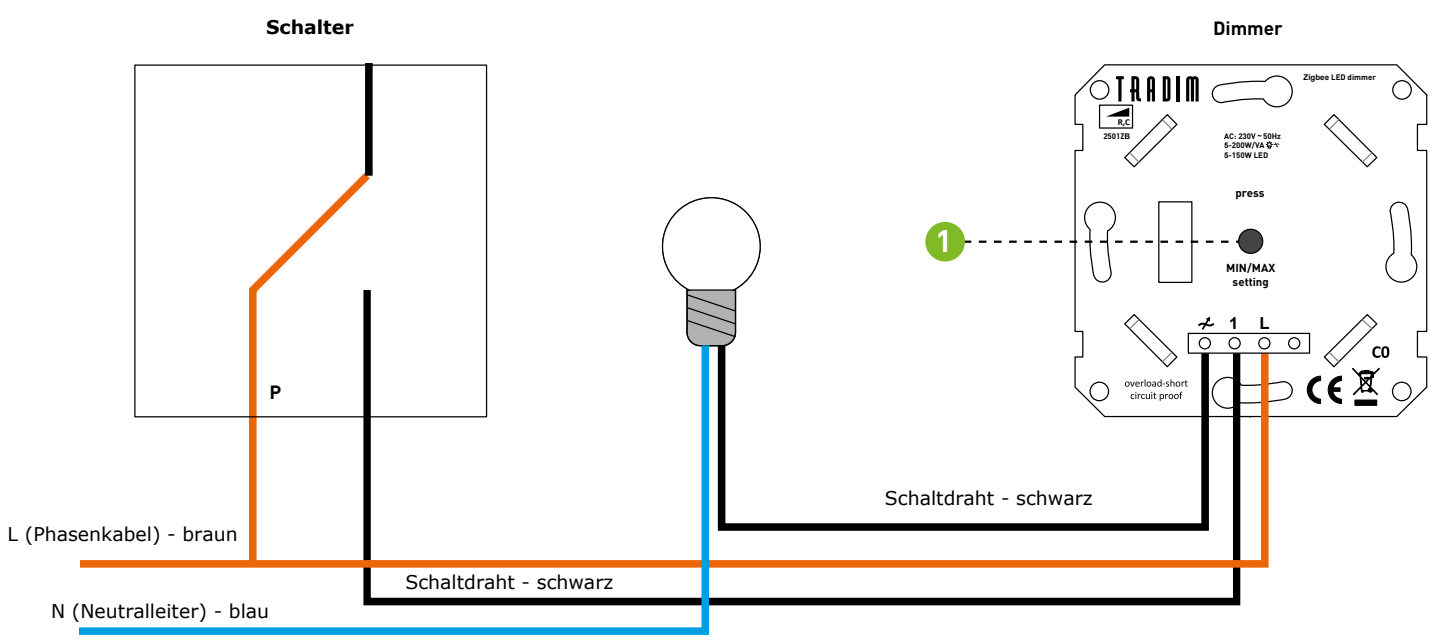 Schalter
Dimmer
TRADIM
Zigbee LED dimmer
R,C
2501ZB
AC: 230V ~ 50Hz
5-200W/VA
5-150W LED
press
1
MIN/MAX
setting
1 L
P
overload-short
circuit proof
CE
C0
Schaltdraht - schwarz
L (Phasenkabel) - braun
Schaltdraht - schwarz
N (Neutralleiter) - blau